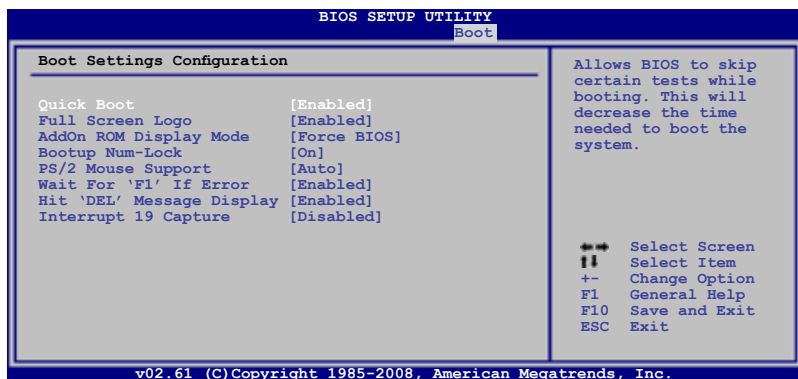 BIOS SETUP UTILITY
Boot
Boot Settings Configuration
Quick Boot [Enabled]
Full Screen Logo [Enabled]
AddOn ROM Display Mode [Force BIOS]
Bootup Num-Lock [On]
PS/2 Mouse Support [Auto]
Wait For ‘F1’ If Error [Enabled]
Hit ‘DEL’ Message Display [Enabled]
Interrupt 19 Capture [Disabled]
Allows BIOS to skip
certain tests while
booting. This will
decrease the time
needed to boot the
system.
←→ Select Screen
↑↓ Select Item
+- Change Option
F1 General Help
F10 Save and Exit
ESC Exit
v02.61 (C)Copyright 1985-2008, American Megatrends, Inc.